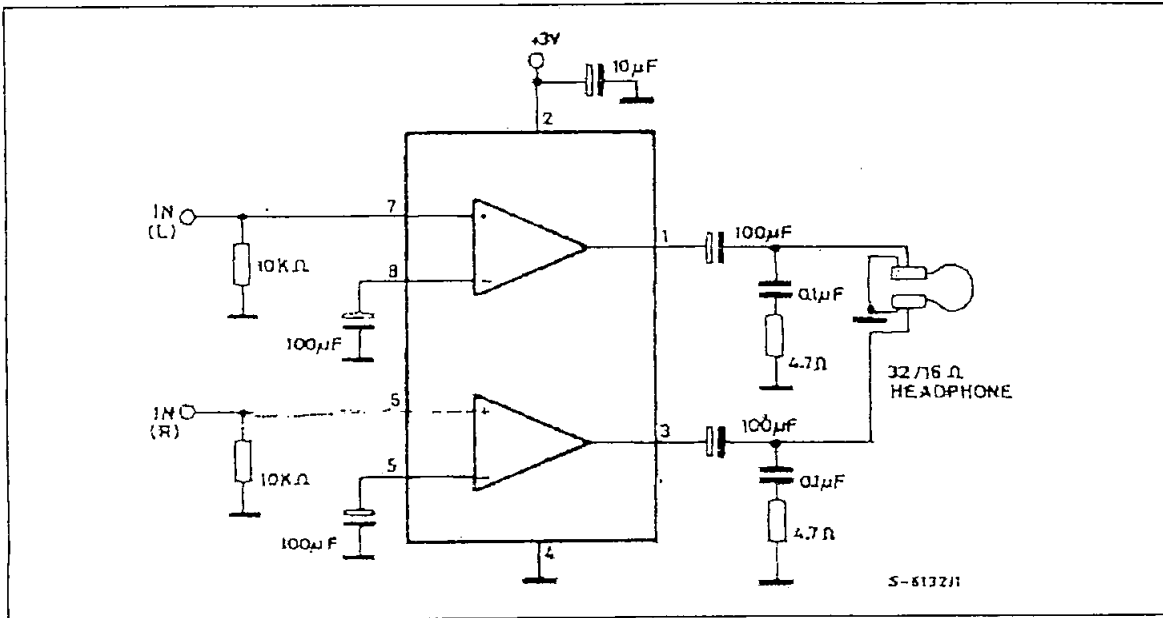 +3V
10µF
2
IN
(L)
7
1
100µF
10KΩ
8
0.1µF
100µF
4.7Ω
32/16 Ω
HEADPHONE
IN
(R)
6
3
100µF
10KΩ
5
0.1µF
100µF
4.7Ω
4
S-6132/1